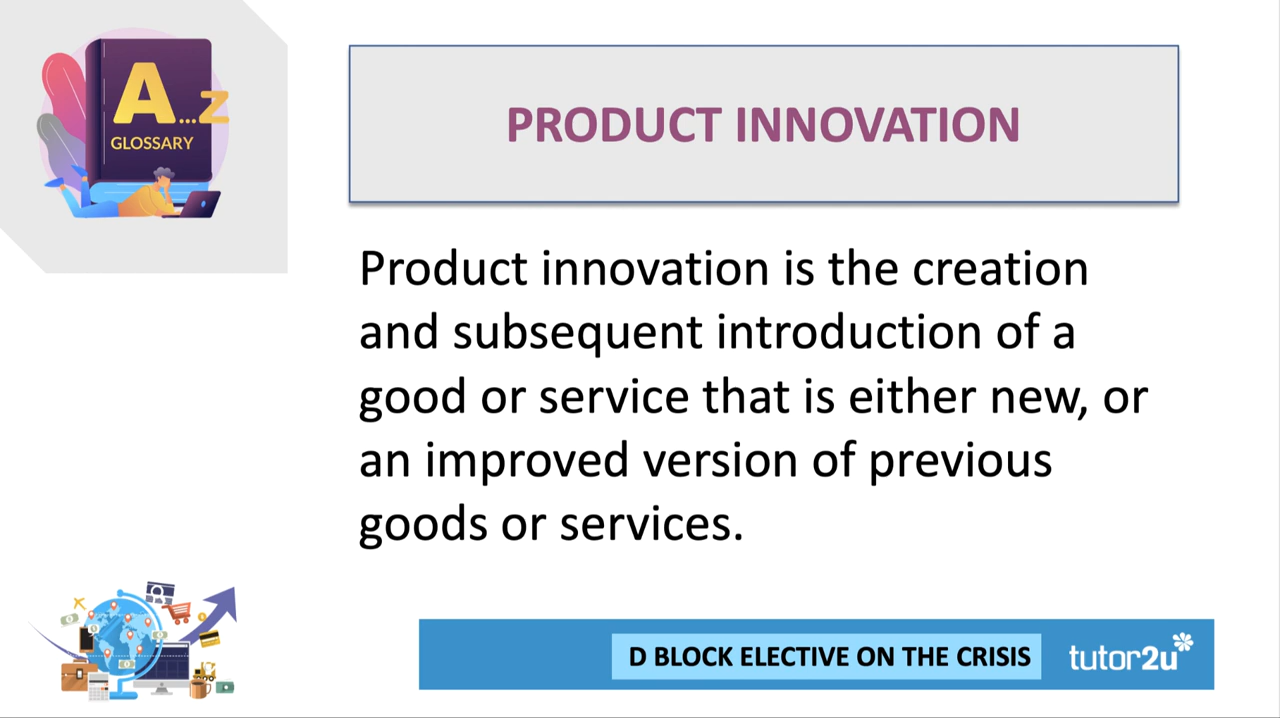 A...Z
GLOSSARY
PRODUCT INNOVATION
Product innovation is the creation
and subsequent introduction of a
good or service that is either new, or
an improved version of previous
goods or services.
D BLOCK ELECTIVE ON THE CRISIS
tutor2u